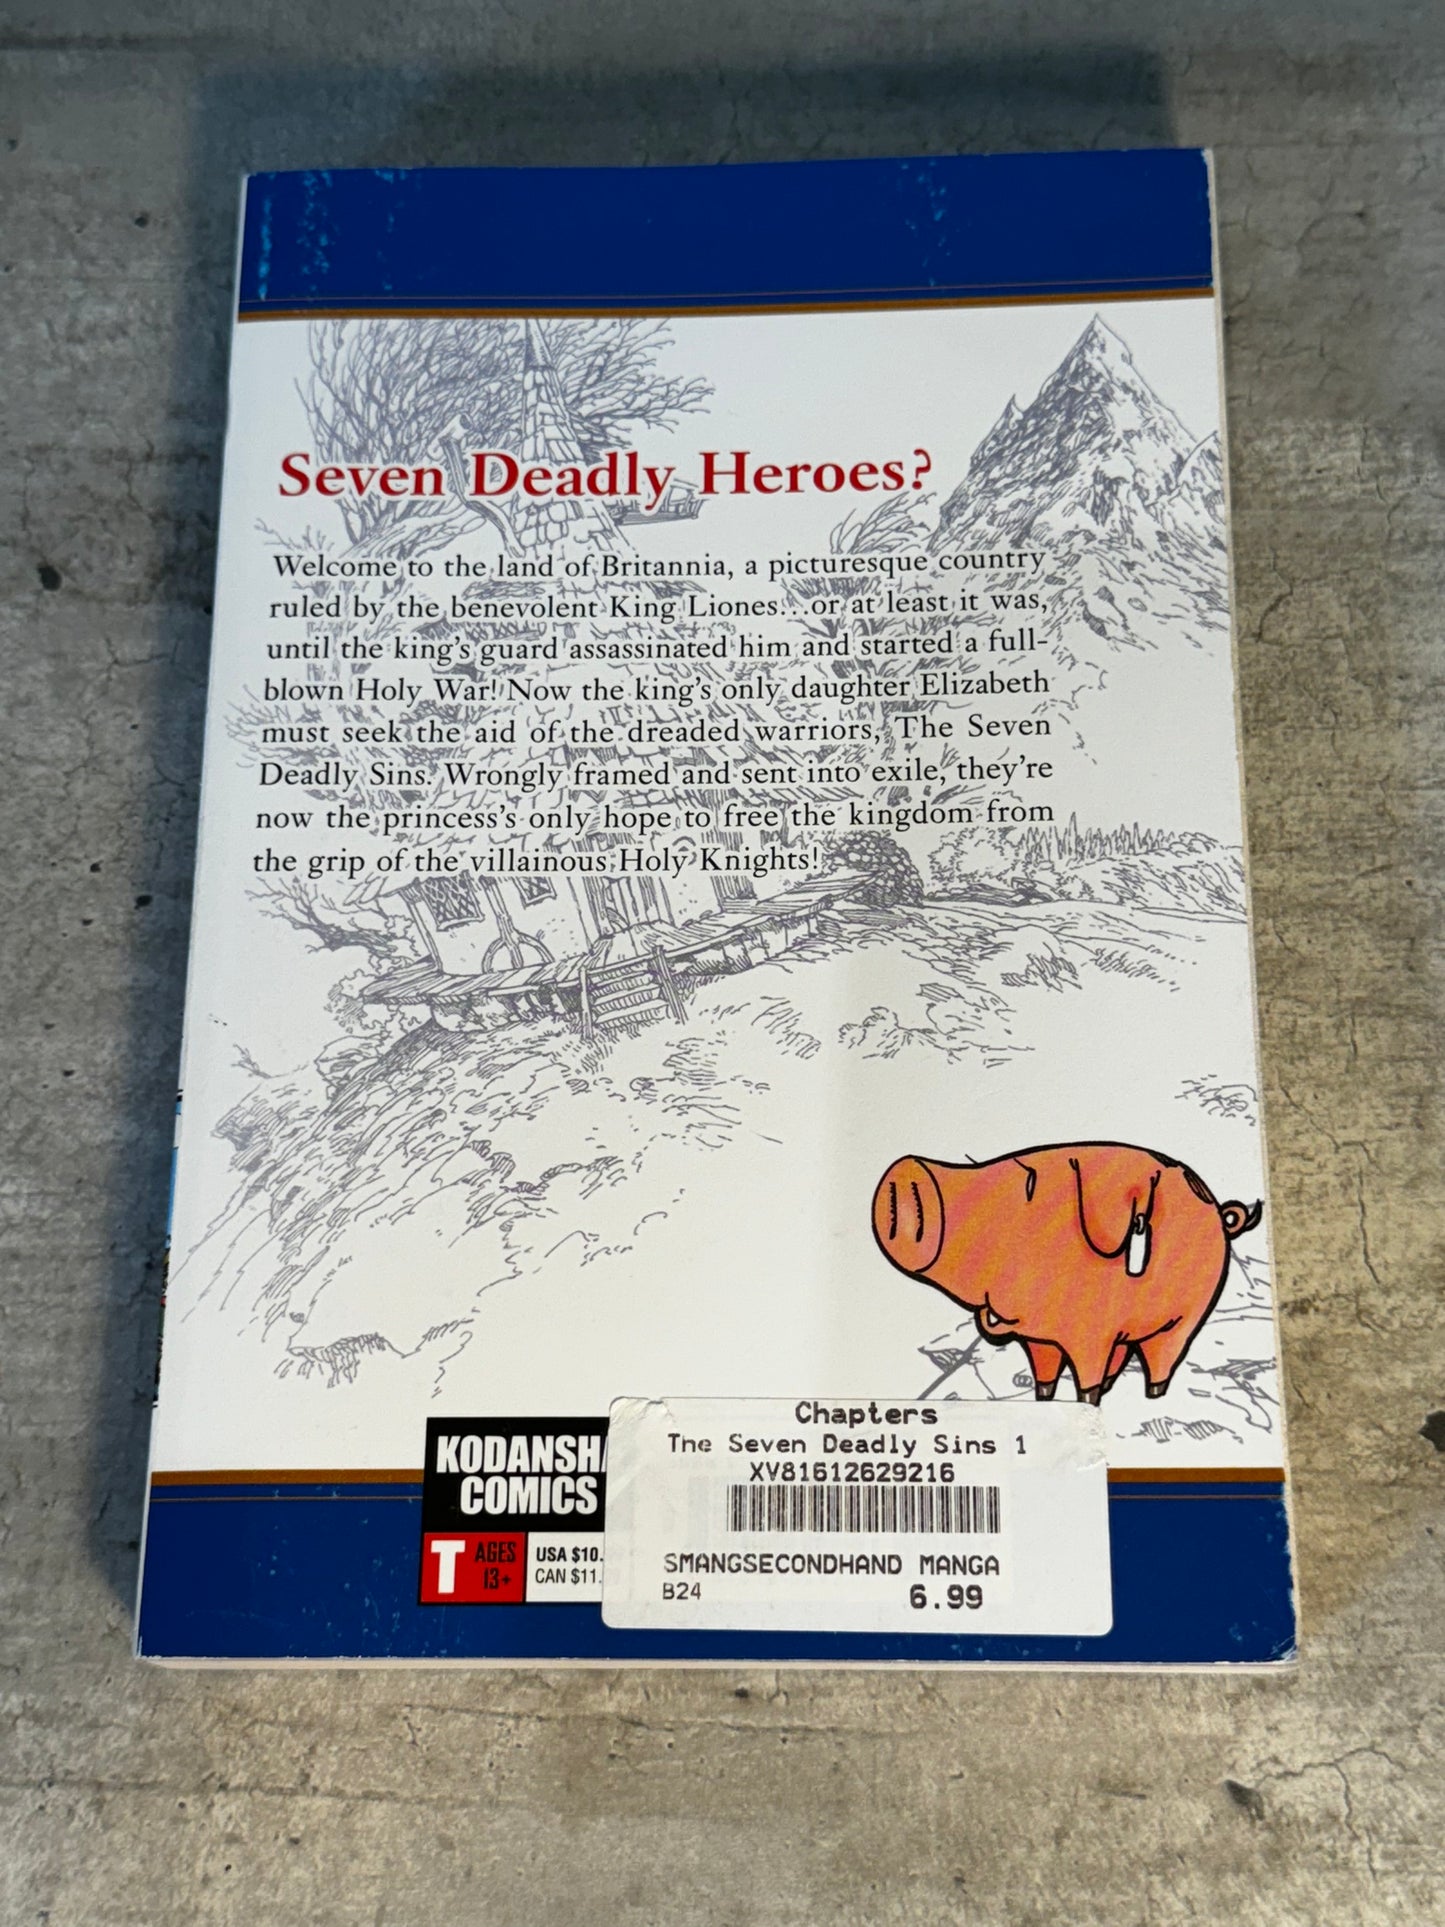 Seven Deadly Heroes?
Welcome to the land of Britannia, a picturesque country
ruled by the benevolent King Liones...or at least it was,
until the king's guard assassinated him and started a full-
blown Holy War! Now the king's only daughter Elizabeth
must seek the aid of the dreaded warriors, The Seven
Deadly Sins. Wrongly framed and sent into exile, they're
now the princess's only hope to free the kingdom from
the grip of the villainous Holy Knights!
KODANSHA
COMICS
T AGES
13+
USA $10.
CAN $11.
Chapters
The Seven Deadly Sins 1
XV81612629216
SMANGSECONDHAND MANGA
B24 6.99